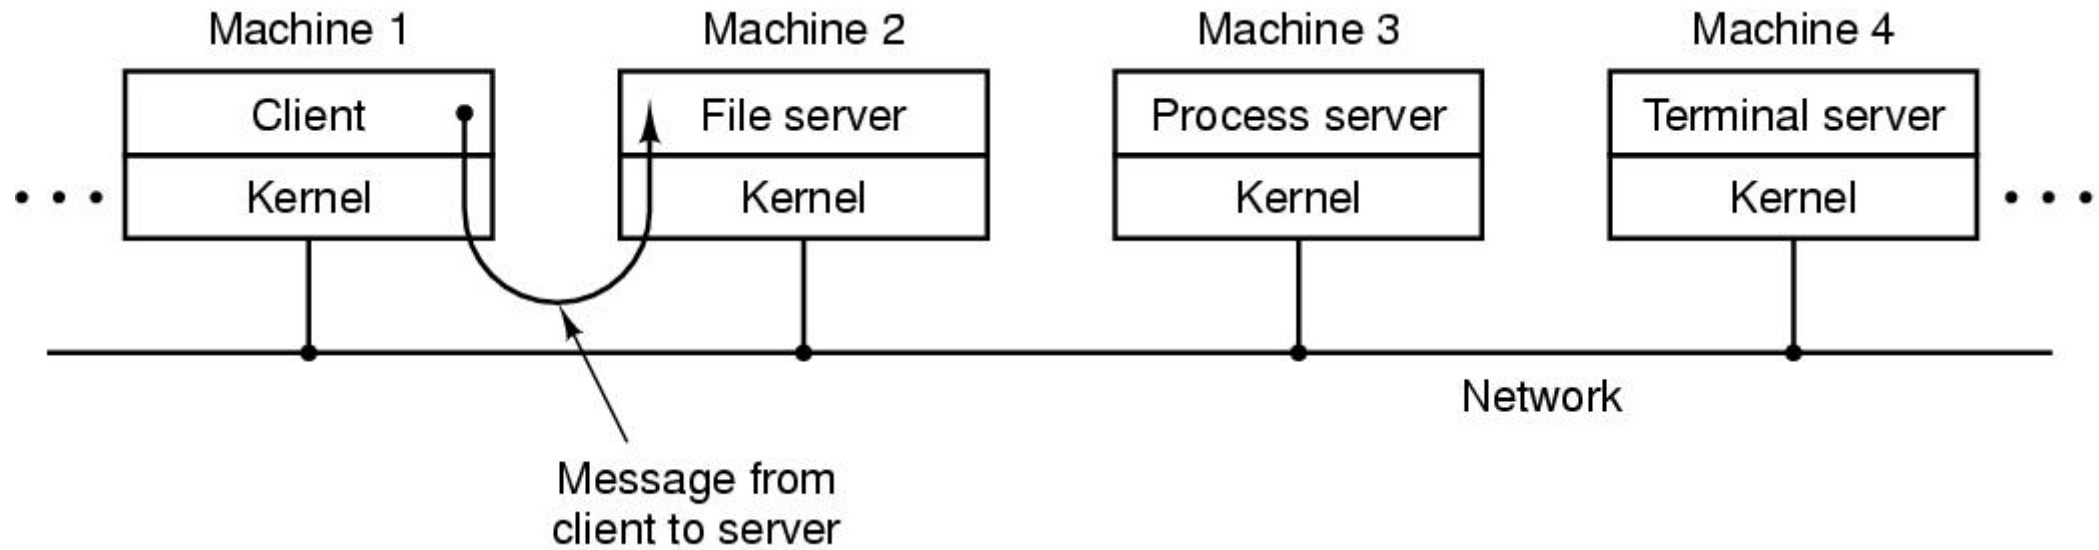 Machine 1
Machine 2
Machine 3
Machine 4
Client
File server
Process server
Terminal server
Kernel
Kernel
Kernel
Kernel
Network
Message from
client to server